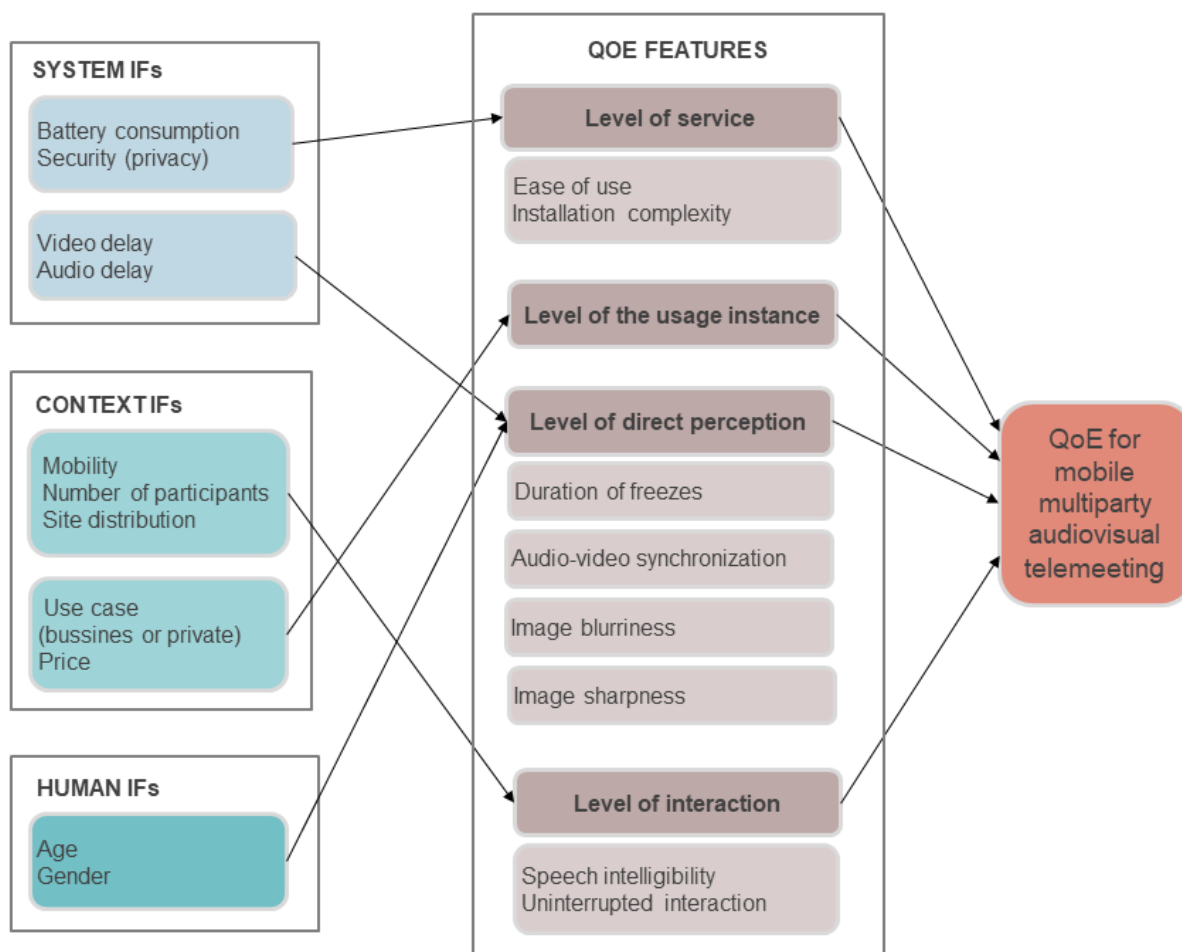 SYSTEM IFs
Battery consumption
Security (privacy)
Video delay
Audio delay
CONTEXT IFs
Mobility
Number of participants
Site distribution
Use case
(bussines or private)
Price
HUMAN IFs
Age
Gender
QOE FEATURES
Level of service
Ease of use
Installation complexity
Level of the usage instance
Level of direct perception
Duration of freezes
Audio-video synchronization
Image blurriness
Image sharpness
Level of interaction
Speech intelligibility
Uninterrupted interaction
QoE for
mobile
multiparty
audiovisual
telemeeting